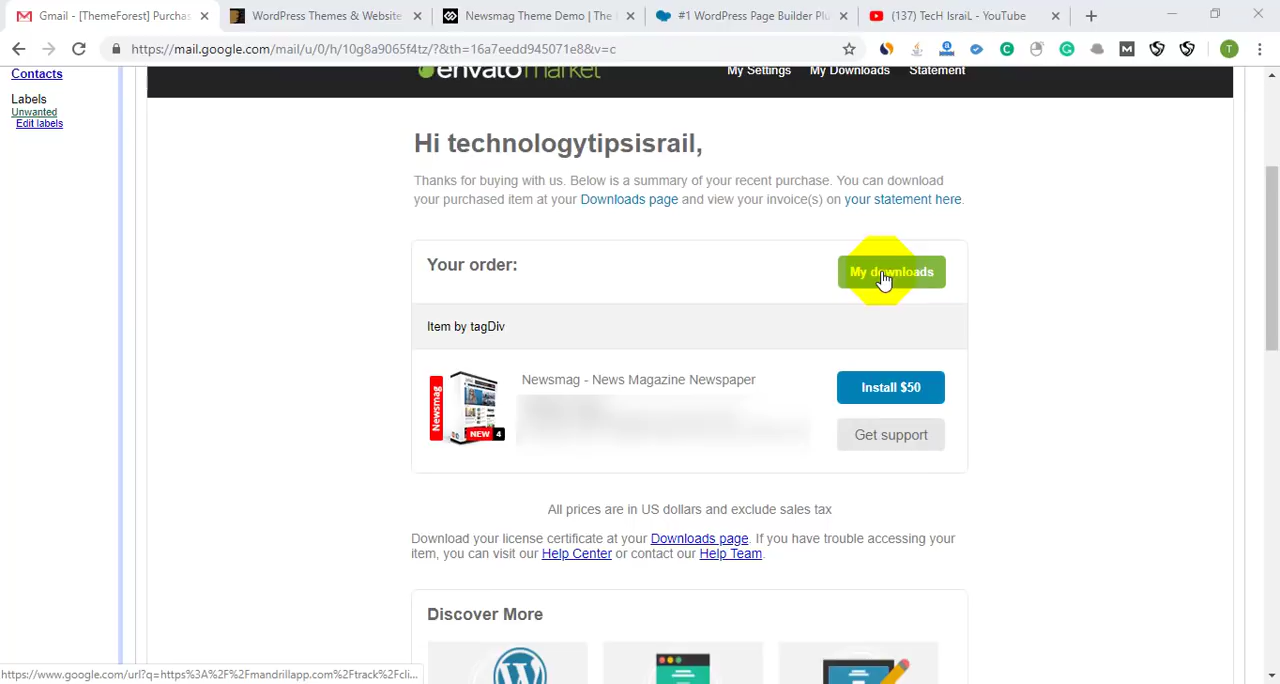 Gmail - [ThemeForest] Purchas
WordPress Themes & Website
Newsmag Theme Demo | The
#1 WordPress Page Builder Plu
(137) TecH IsraiL - YouTube
https://mail.google.com/mail/u/0/h/10g8a9065f4tz/?&th=16a7eedd945071e8&v=c
T
Contacts
Labels
Unwanted
Edit labels
envatomarket
My Settings
My Downloads
Statement
Hi technologytipsisrail,
Thanks for buying with us. Below is a summary of your recent purchase. You can download
your purchased item at your Downloads page and view your invoice(s) on your statement here.
Your order:
My downloads
Item by tagDiv
Newsmag
NEW 4
Newsmag - News Magazine Newspaper
Install $50
Get support
All prices are in US dollars and exclude sales tax
Download your license certificate at your Downloads page. If you have trouble accessing your
item, you can visit our Help Center or contact our Help Team.
Discover More
https://www.google.com/url?q=https%3A%2F%2Fmandrillapp.com%2Ftrack%2Fcli...